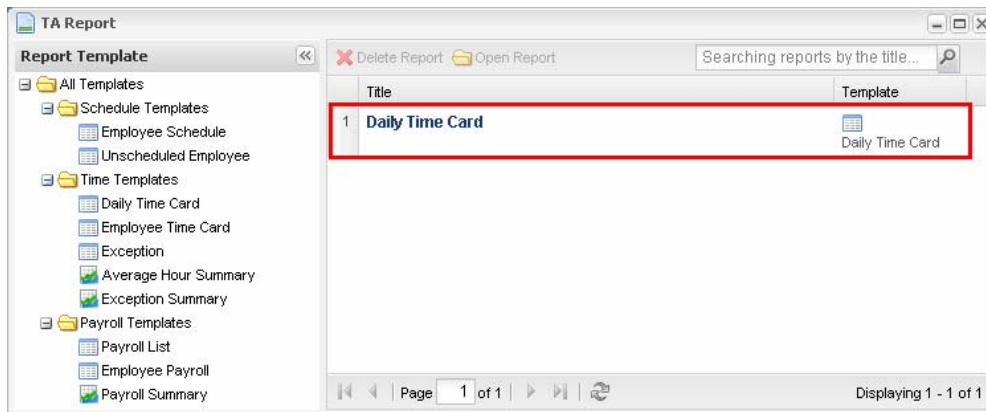 TA Report
Report Template
All Templates
Schedule Templates
Employee Schedule
Unscheduled Employee
Time Templates
Daily Time Card
Employee Time Card
Exception
Average Hour Summary
Exception Summary
Payroll Templates
Payroll List
Employee Payroll
Payroll Summary
Delete Report Open Report Searching reports by the title...
Title Template
1 Daily Time Card
Daily Time Card
Page 1 of 1 Displaying 1 - 1 of 1